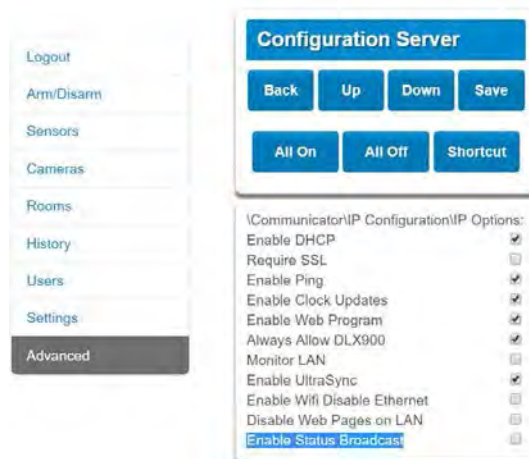 Logout
Arm/Disarm
Sensors
Cameras
Rooms
History
Users
Settings
Advanced
Configuration Server
Back Up Down Save
All On All Off Shortcut
\Communicator\IP Configuration\IP Options:
Enable DHCP
Require SSL
Enable Ping
Enable Clock Updates
Enable Web Program
Always Allow DLX900
Monitor LAN
Enable UltraSync
Enable Wifi Disable Ethernet
Disable Web Pages on LAN
Enable Status Broadcast